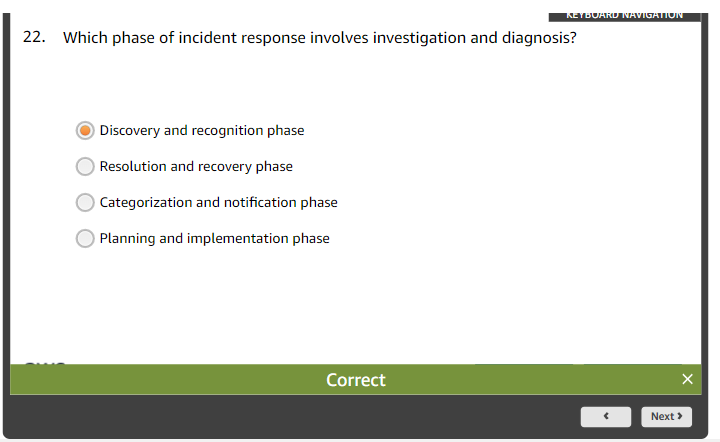 KEYBOARD NAVIGATION
22. Which phase of incident response involves investigation and diagnosis?
Discovery and recognition phase
Resolution and recovery phase
Categorization and notification phase
Planning and implementation phase
Correct
Next